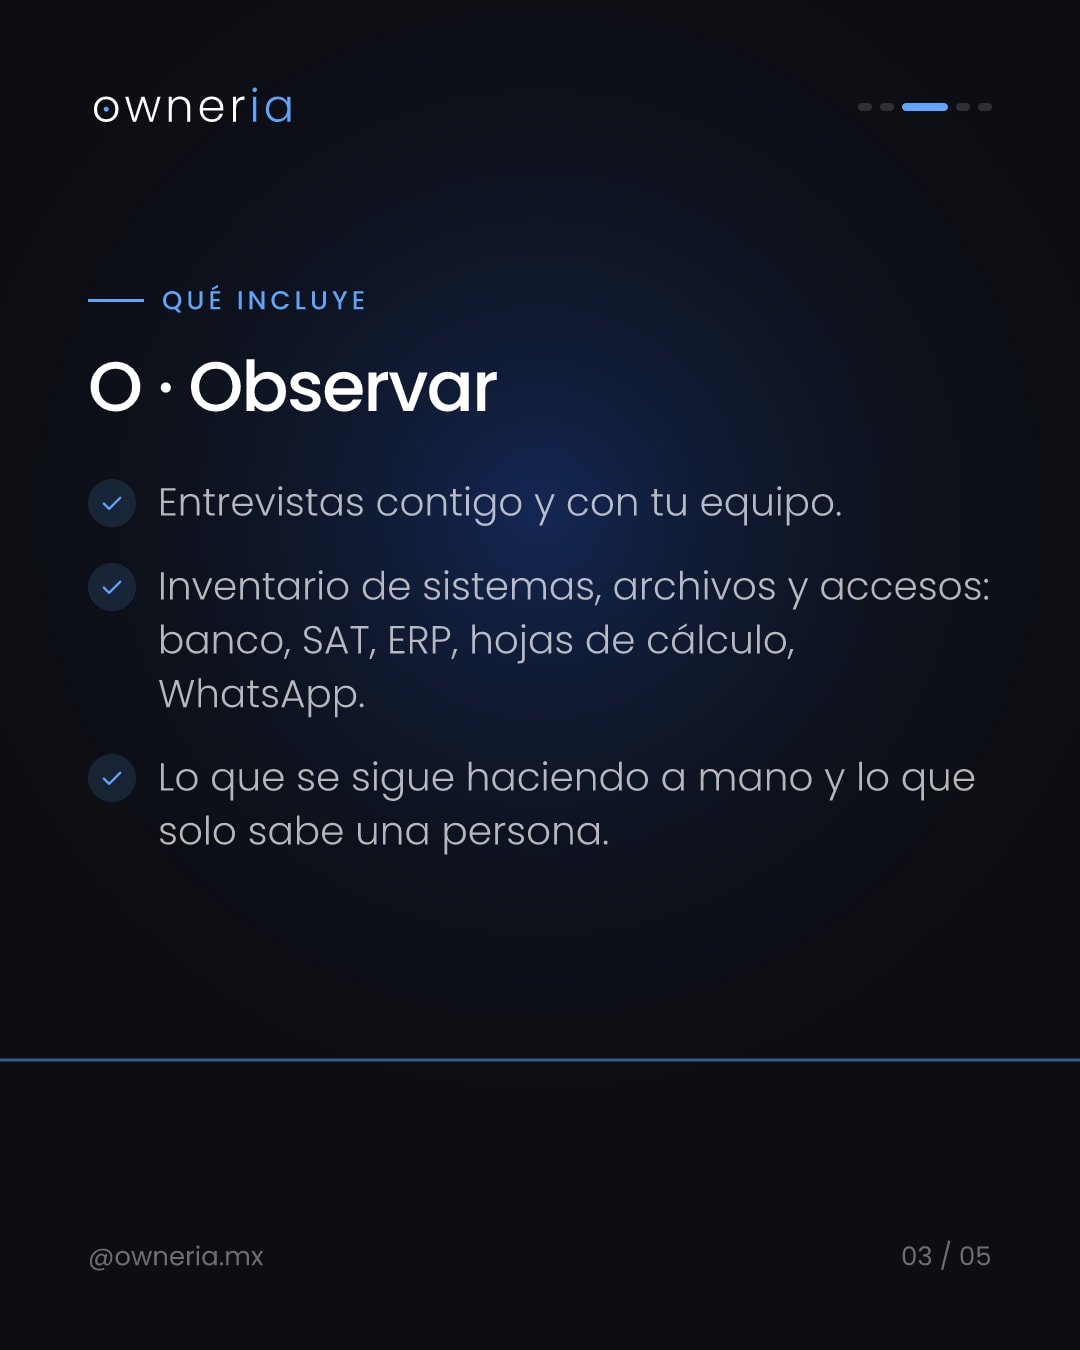 owneria
QUÉ INCLUYE
O · Observar
Entrevistas contigo y con tu equipo.
Inventario de sistemas, archivos y accesos:
banco, SAT, ERP, hojas de cálculo,
WhatsApp.
Lo que se sigue haciendo a mano y lo que
solo sabe una persona.
@owneria.mx
03 / 05